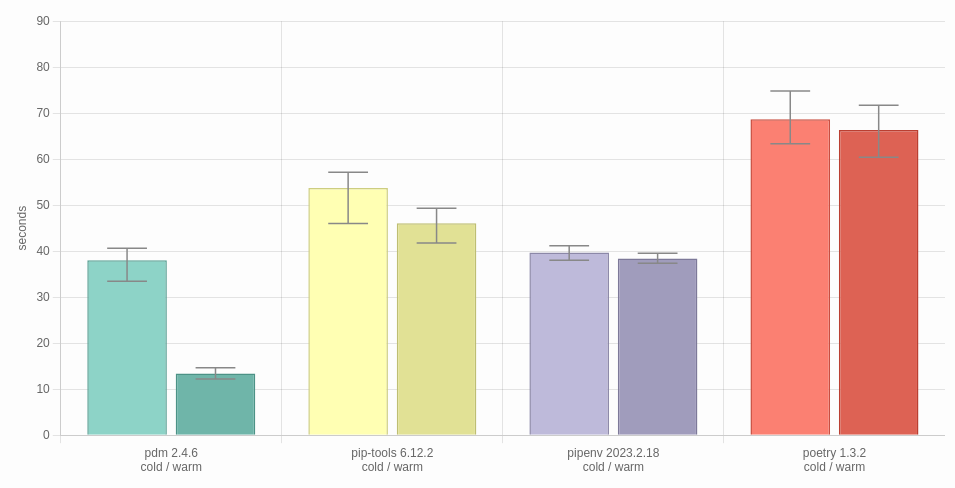 90
80
70
60
50
40
30
20
10
0
seconds
pdm 2.4.6
cold / warm
pip-tools 6.12.2
cold / warm
pipenv 2023.2.18
cold / warm
poetry 1.3.2
cold / warm